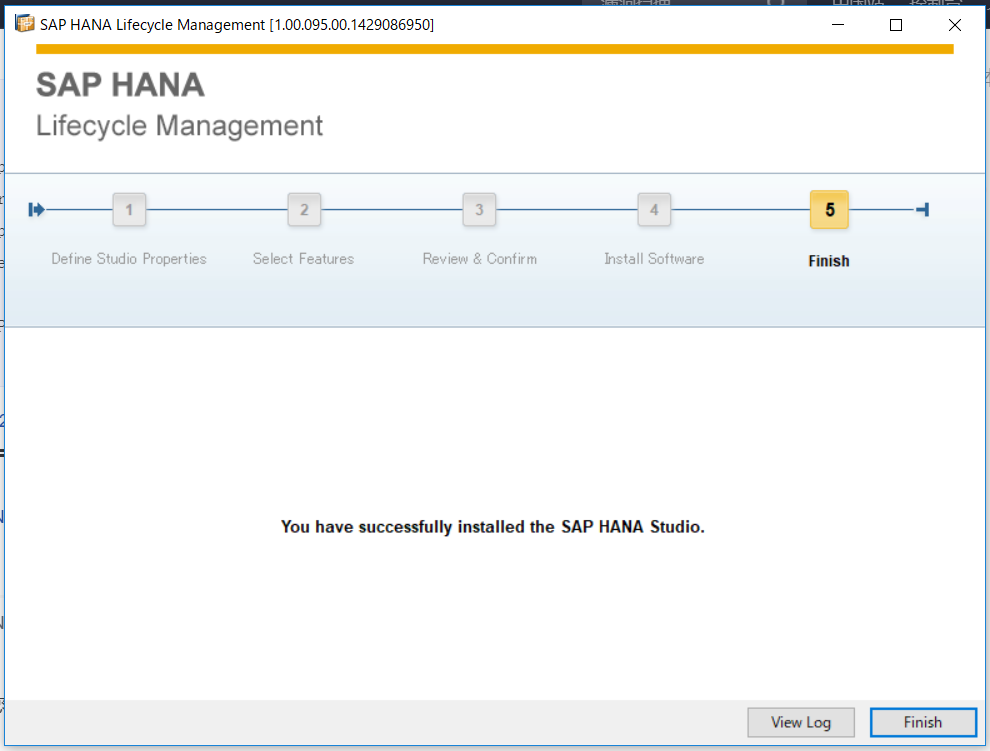 SAP HANA Lifecycle Management [1.00.095.00.1429086950]
SAP HANA
Lifecycle Management
1 2 3 4 5
Define Studio Properties Select Features Review & Confirm Install Software Finish
You have successfully installed the SAP HANA Studio.
View Log Finish